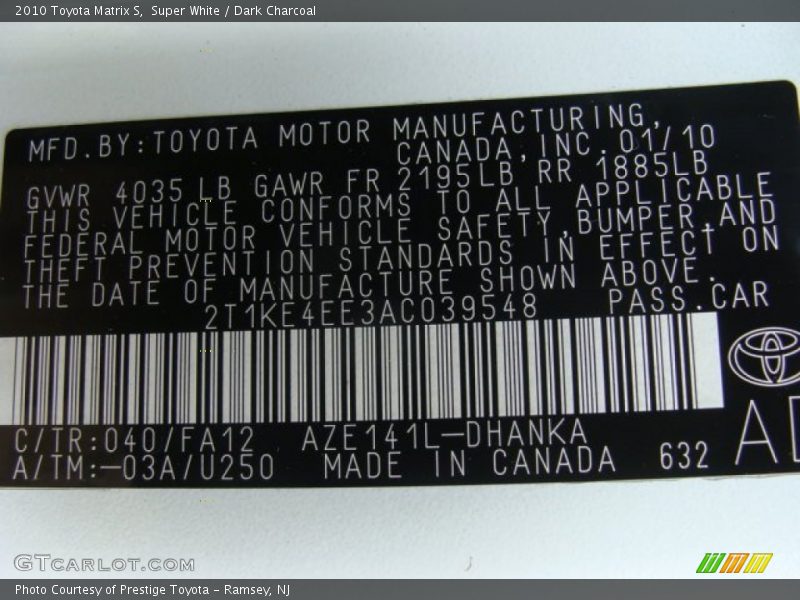 2010 Toyota Matrix S,  Super White / Dark Charcoal
MFD.BY:TOYOTA MOTOR MANUFACTURING,
CANADA,INC.01/10
GVWR 4035 LB GAWR FR 2195LB RR 1885LB
THIS VEHICLE CONFORMS TO ALL APPLICABLE
FEDERAL MOTOR VEHICLE SAFETY,BUMPER,AND
THEFT PREVENTION STANDARDS IN EFFECT ON
THE DATE OF MANUFACTURE SHOWN ABOVE.
2T1KE4EE3AC039548 PASS.CAR
C/TR:040/FA12 AZE141L-DHANKA
A/TM:-03A/U250 MADE IN CANADA 632
GTCARLOT.COM
Photo Courtesy of Prestige Toyota - Ramsey, NJ